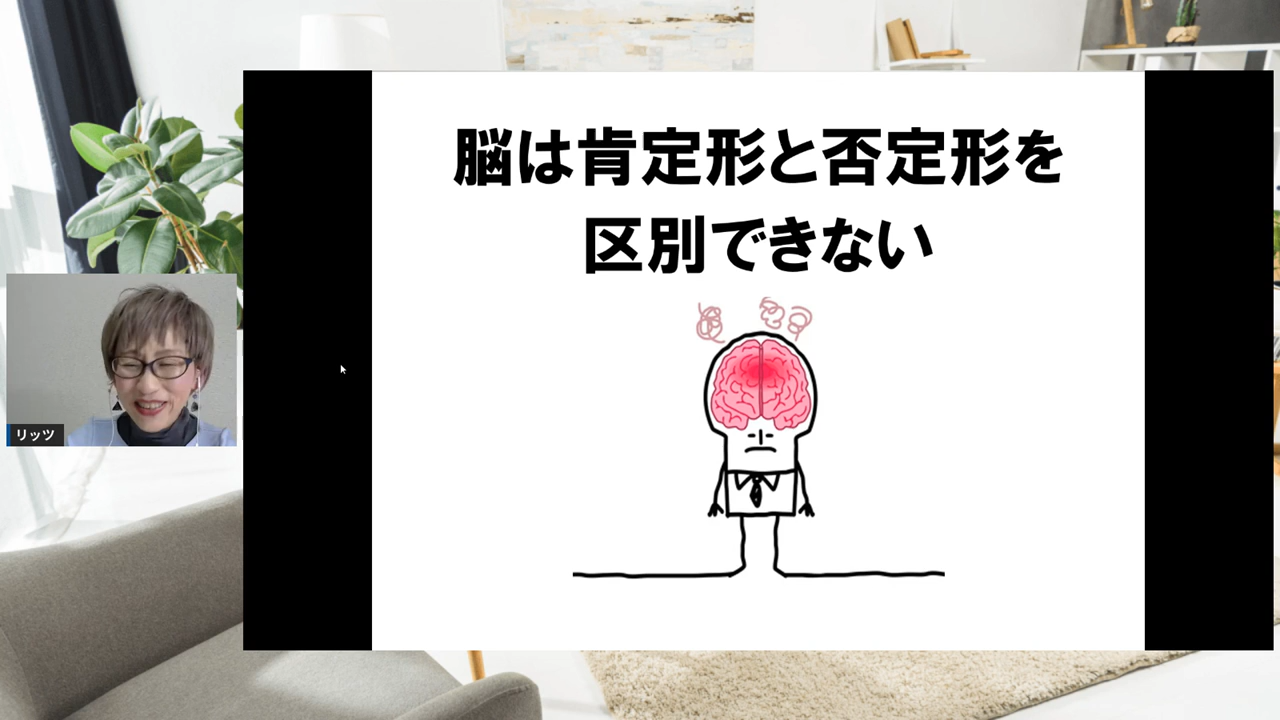 脳は肯定形と否定形を
区別できない
リッツ